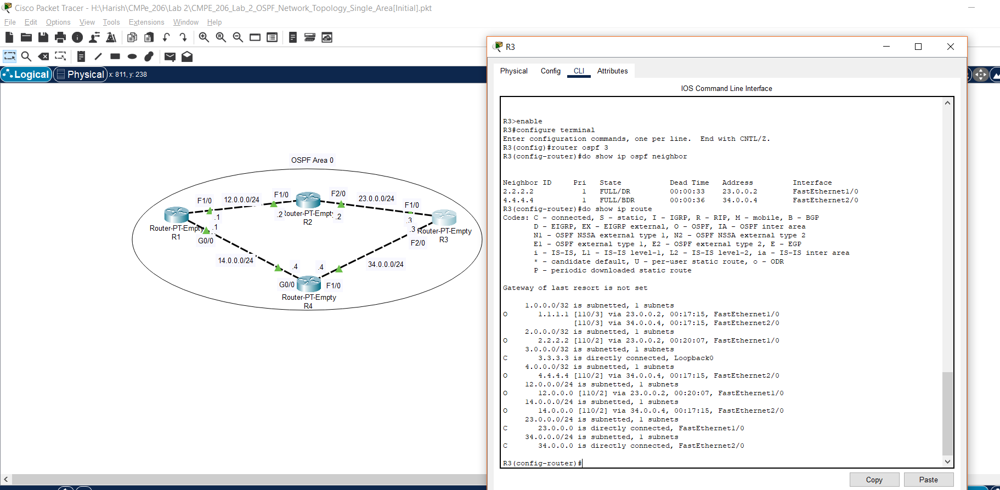 Cisco Packet Tracer - H:\Harish\CMPe_206\Lab 2\CMPE_206_Lab_2_OSPF_Network_Topology_Single_Area[Initial].pkt
File Edit Options View Tools Extensions Window Help
Logical Physical x: 811, y: 238
OSPF Area 0
F1/0 12.0.0.0/24 F1/0 F2/0 23.0.0.0/24 F1/0
.1 .2 Router-PT-Empty .2 .3
R2
Router-PT-Empty .1 .3 Router-PT-Empty
R1 R3
G0/0 F2/0
14.0.0.0/24 34.0.0.0/24
.4 .4
G0/0 F1/0
Router-PT-Empty
R4
R3
Physical Config CLI Attributes
IOS Command Line Interface
R3>enable
R3#configure terminal
Enter configuration commands, one per line.  End with CNTL/Z.
R3(config)#router ospf 3
R3(config-router)#do show ip ospf neighbor
Neighbor ID     Pri   State           Dead Time   Address         Interface
2.2.2.2           1   FULL/DR         00:00:33    23.0.0.2        FastEthernet1/0
4.4.4.4           1   FULL/BDR        00:00:36    34.0.0.4        FastEthernet2/0
R3(config-router)#do show ip route
Codes: C - connected, S - static, I - IGRP, R - RIP, M - mobile, B - BGP
       D - EIGRP, EX - EIGRP external, O - OSPF, IA - OSPF inter area
       N1 - OSPF NSSA external type 1, N2 - OSPF NSSA external type 2
       E1 - OSPF external type 1, E2 - OSPF external type 2, E - EGP
       i - IS-IS, L1 - IS-IS level-1, L2 - IS-IS level-2, ia - IS-IS inter area
       * - candidate default, U - per-user static route, o - ODR
       P - periodic downloaded static route
Gateway of last resort is not set
     1.0.0.0/32 is subnetted, 1 subnets
O       1.1.1.1 [110/3] via 23.0.0.2, 00:17:15, FastEthernet1/0
                [110/3] via 34.0.0.4, 00:17:15, FastEthernet2/0
     2.0.0.0/32 is subnetted, 1 subnets
O       2.2.2.2 [110/2] via 23.0.0.2, 00:20:07, FastEthernet1/0
     3.0.0.0/32 is subnetted, 1 subnets
C       3.3.3.3 is directly connected, Loopback0
     4.0.0.0/32 is subnetted, 1 subnets
O       4.4.4.4 [110/2] via 34.0.0.4, 00:17:15, FastEthernet2/0
     12.0.0.0/24 is subnetted, 1 subnets
O       12.0.0.0 [110/2] via 23.0.0.2, 00:20:07, FastEthernet1/0
     14.0.0.0/24 is subnetted, 1 subnets
O       14.0.0.0 [110/2] via 34.0.0.4, 00:17:15, FastEthernet2/0
     23.0.0.0/24 is subnetted, 1 subnets
C       23.0.0.0 is directly connected, FastEthernet1/0
     34.0.0.0/24 is subnetted, 1 subnets
C       34.0.0.0 is directly connected, FastEthernet2/0
R3(config-router)#
Copy Paste